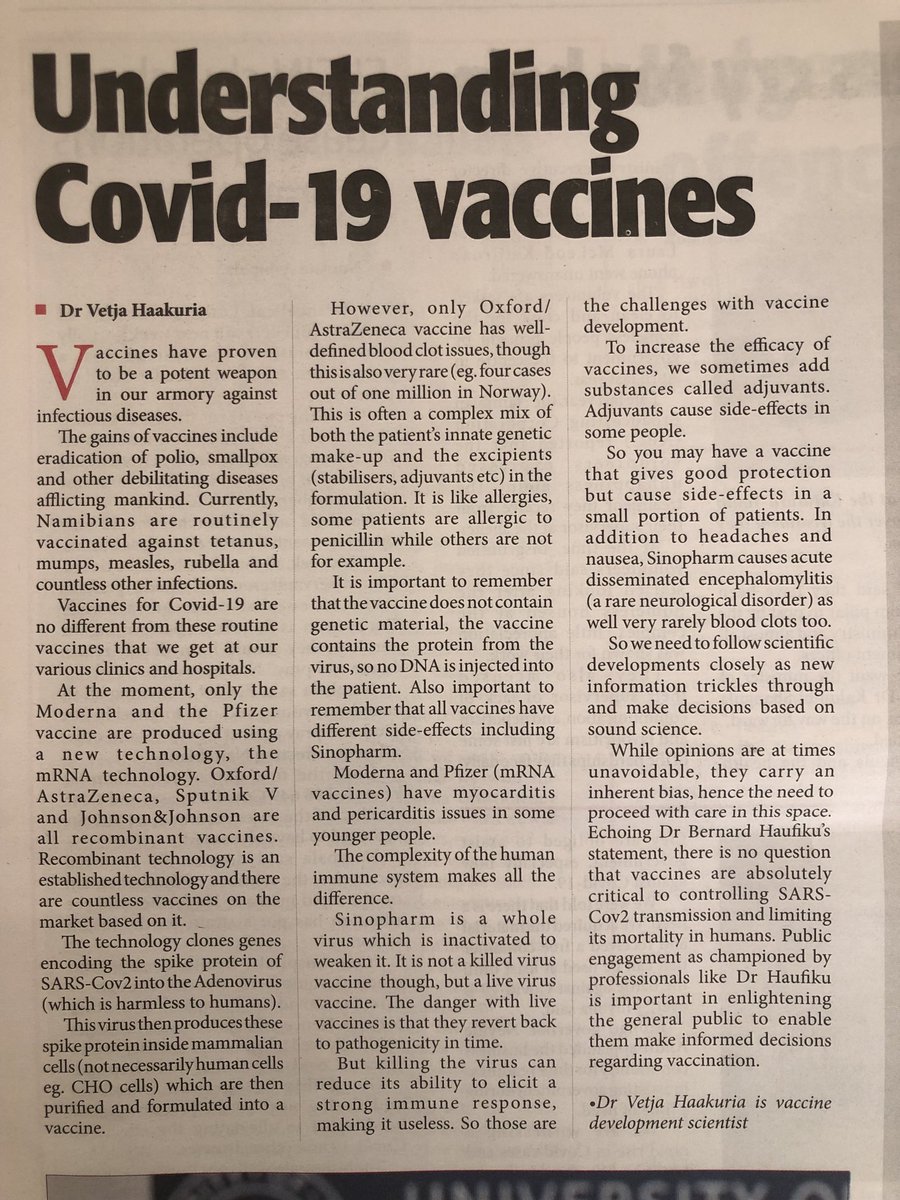 Understanding
Covid-19 vaccines
■ Dr Vetja Haakuria
Vaccines have proven
to be a potent weapon
in our armory against
infectious diseases.
The gains of vaccines include
eradication of polio, smallpox
and other debilitating diseases
afflicting mankind. Currently,
Namibians are routinely
vaccinated against tetanus,
mumps, measles, rubella and
countless other infections.
Vaccines for Covid-19 are
no different from these routine
vaccines that we get at our
various clinics and hospitals.
At the moment, only the
Moderna and the Pfizer
vaccine are produced using
a new technology, the
mRNA technology. Oxford/
AstraZeneca, Sputnik V
and Johnson&Johnson are
all recombinant vaccines.
Recombinant technology is an
established technology and there
are countless vaccines on the
market based on it.
The technology clones genes
encoding the spike protein of
SARS-Cov2 into the Adenovirus
(which is harmless to humans).
This virus then produces these
spike protein inside mammalian
cells (not necessarily human cells
eg. CHO cells) which are then
purified and formulated into a
vaccine.
However, only Oxford/
AstraZeneca vaccine has well-
defined blood clot issues, though
this is also very rare (eg. four cases
out of one million in Norway).
This is often a complex mix of
both the patient's innate genetic
make-up and the excipients
(stabilisers, adjuvants etc) in the
formulation. It is like allergies,
some patients are allergic to
penicillin while others are not
for example.
It is important to remember
that the vaccine does not contain
genetic material, the vaccine
contains the protein from the
virus, so no DNA is injected into
the patient. Also important to
remember that all vaccines have
different side-effects including
Sinopharm.
Moderna and Pfizer (mRNA
vaccines) have myocarditis
and pericarditis issues in some
younger people.
The complexity of the human
immune system makes all the
difference.
Sinopharm is a whole
virus which is inactivated to
weaken it. It is not a killed virus
vaccine though, but a live virus
vaccine. The danger with live
vaccines is that they revert back
to pathogenicity in time.
But killing the virus can
reduce its ability to elicit a
strong immune response,
making it useless. So those are
the challenges with vaccine
development.
To increase the efficacy of
vaccines, we sometimes add
substances called adjuvants.
Adjuvants cause side-effects in
some people.
So you may have a vaccine
that gives good protection
but cause side-effects in a
small portion of patients. In
addition to headaches and
nausea, Sinopharm causes acute
disseminated encephalomylitis
(a rare neurological disorder) as
well very rarely blood clots too.
So we need to follow scientific
developments closely as new
information trickles through
and make decisions based on
sound science.
While opinions are at times
unavoidable, they carry an
inherent bias, hence the need to
proceed with care in this space.
Echoing Dr Bernard Haufiku's
statement, there is no question
that vaccines are absolutely
critical to controlling SARS-
Cov2 transmission and limiting
its mortality in humans. Public
engagement as championed by
professionals like Dr Haufiku
is important in enlightening
the general public to enable
them make informed decisions
regarding vaccination.
•Dr Vetja Haakuria is vaccine
development scientist
UNIVERSITY O